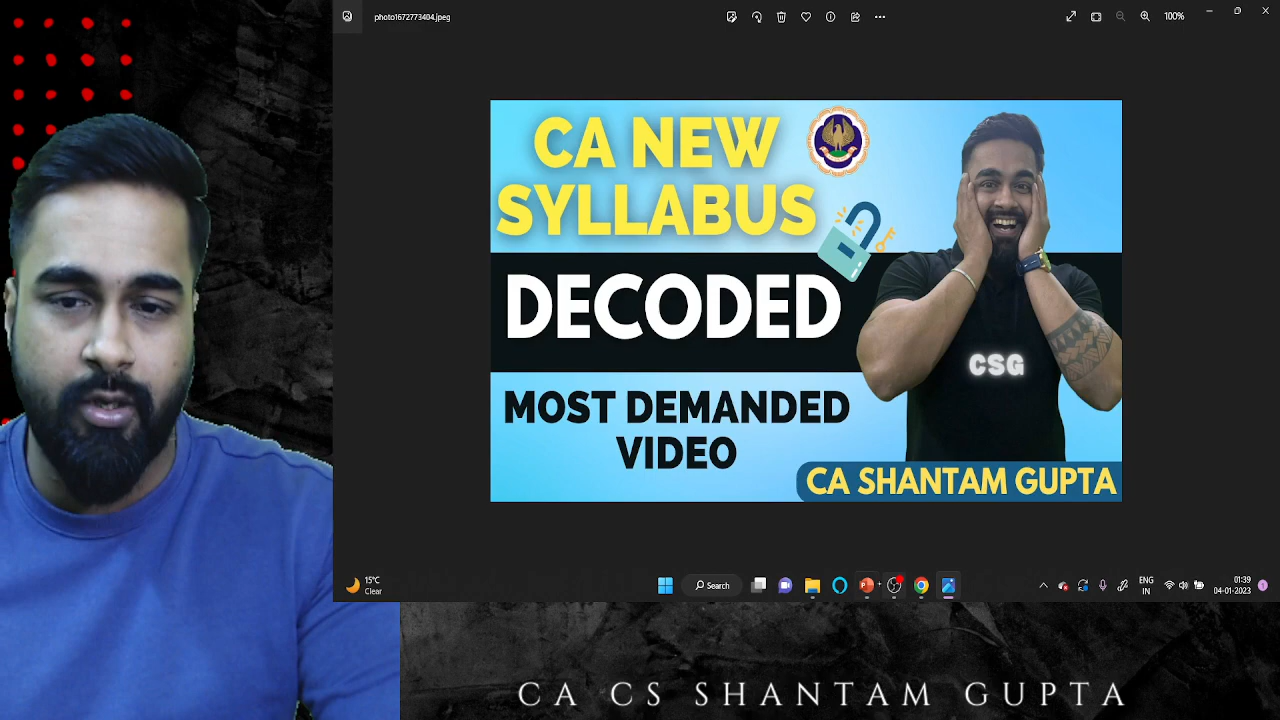 photo1672773404.jpeg
100%
CA NEW
SYLLABUS
DECODED
CSG
MOST DEMANDED
VIDEO
CA SHANTAM GUPTA
15°C
Clear
Search
ENG
IN
01:39
04-01-2023
1
CA CS SHANTAM GUPTA